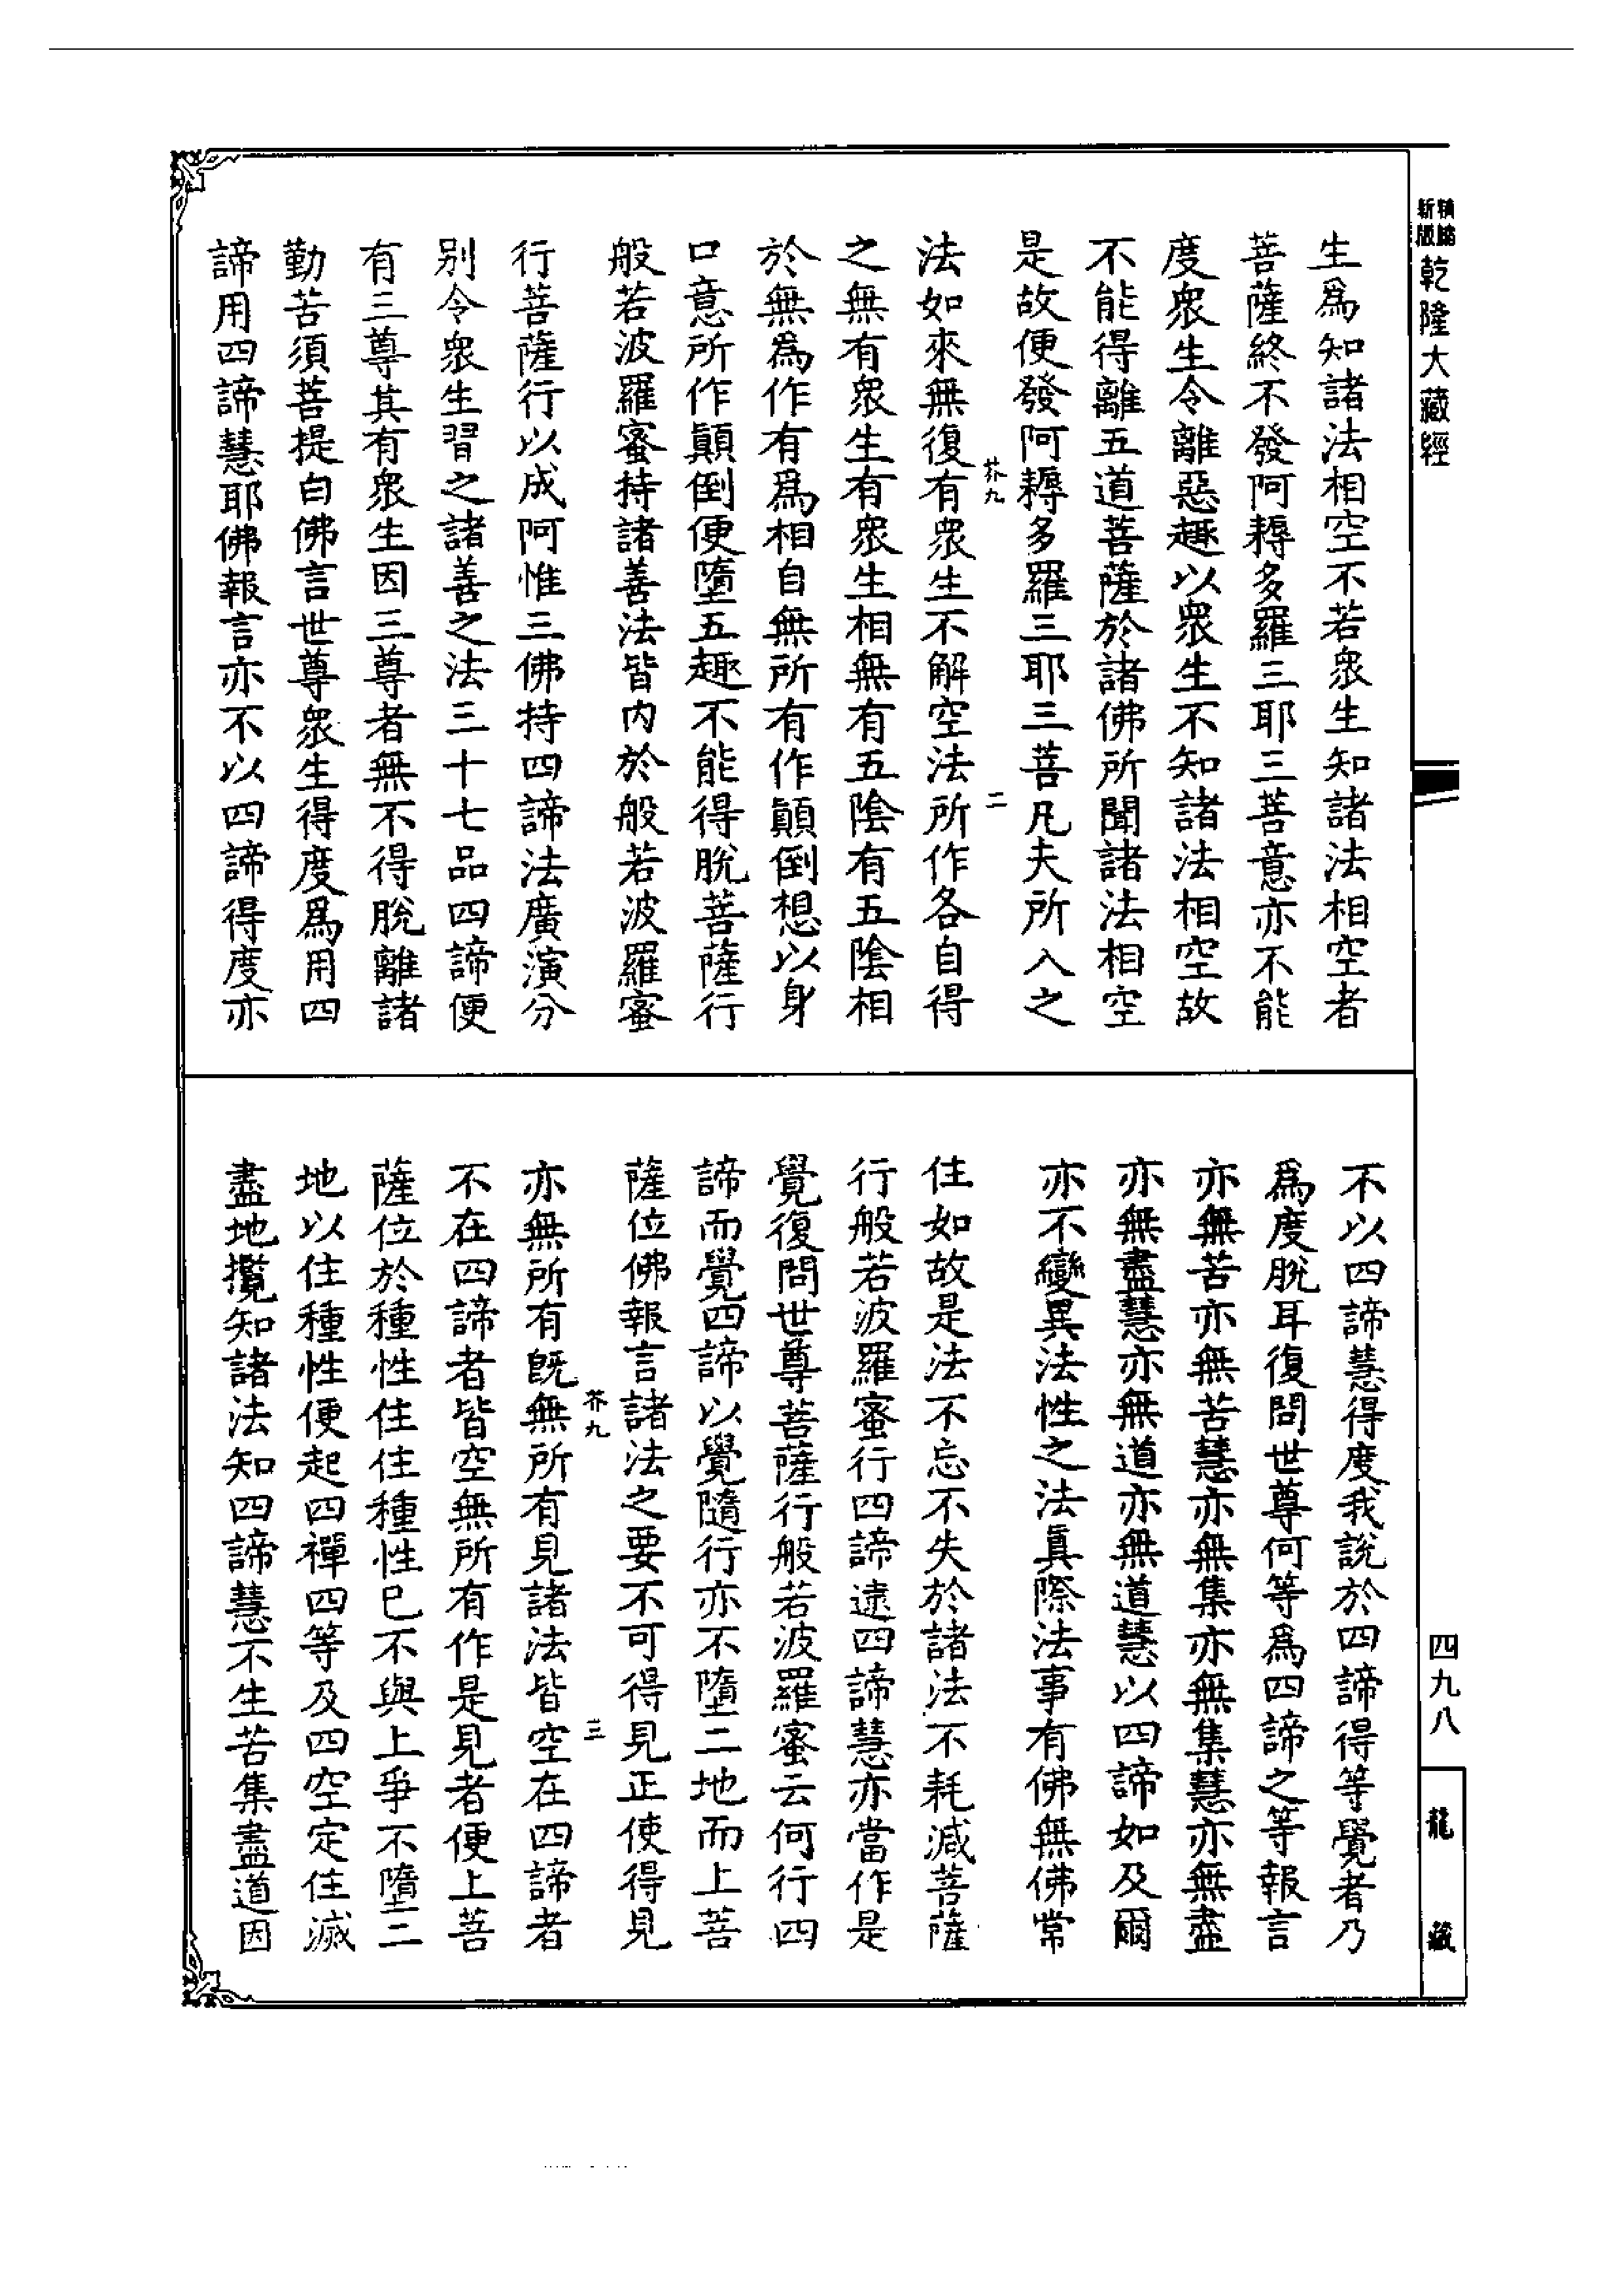 新版
精縮
乾隆大藏經
生爲知諸法相空不若衆生知諸法相空者
菩薩終不發阿耨多羅三耶三菩意亦不能
度衆生令離惡趣以衆生不知諸法相空故
不能得離五道菩薩於諸佛所聞諸法相空
是故便發阿耨多羅三耶三菩凡夫所入之
芥九
二
法如來無復有衆生不解空法所作各自得
之無有衆生有衆生相無有五陰有五陰相
於無爲作有爲相自無所有作顚倒想以身
口意所作顚倒便墮五趣不能得脫菩薩行
般若波羅蜜持諸善法皆内於般若波羅蜜
行菩薩行以成阿惟三佛持四諦法廣演分
别令衆生習之諸善之法三十七品四諦便
有三尊其有衆生因三尊者無不得脫離諸
勤苦須菩提白佛言世尊衆生得度爲用四
諦用四諦慧耶佛報言亦不以四諦得度亦
不以四諦慧得度我說於四諦得等覺者乃
爲度脫耳復問世尊何等爲四諦之等報言
亦無苦亦無苦慧亦無集亦無集慧亦無盡
亦無盡慧亦無道亦無道慧以四諦如及爾
亦不變異法性之法眞際法事有佛無佛常
住如故是法不忘不失於諸法不耗減菩薩
行般若波羅蜜行四諦逮四諦慧亦當作是
覺復問世尊菩薩行般若波羅蜜云何行四
諦而覺四諦以覺隨行亦不墮二地而上菩
薩位佛報言諸法之要不可得見正使得見
芥九
三
亦無所有旣無所有見諸法皆空在四諦者
不在四諦者皆空無所有作是見者便上菩
薩位於種性住住種性已不與上爭不墮二
地以住種性便起四禪四等及四空定住滅
盡地攬知諸法知四諦慧不生苦集盡道因
四九八
龍藏